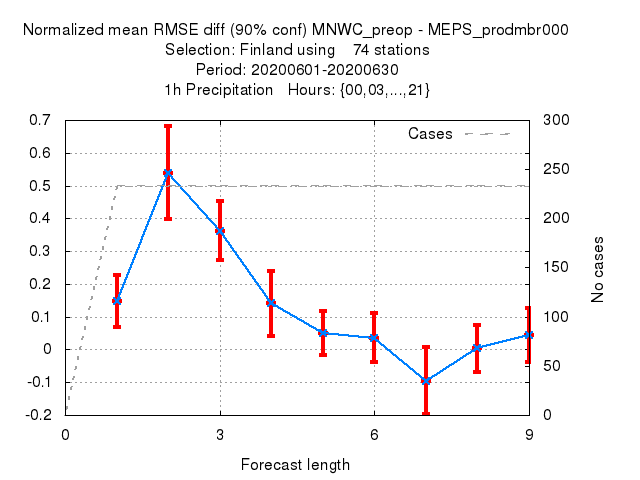 Normalized mean RMSE diff (90% conf) MNWC_preop - MEPS_prodmbr000
Selection: Finland using 74 stations
Period: 20200601-20200630
1h Precipitation Hours: {00,03,...,21}
Cases
0.7
0.6
0.5
0.4
0.3
0.2
0.1
0
-0.1
-0.2
300
250
200
150
100
50
0
No cases
0 3 6 9
Forecast length